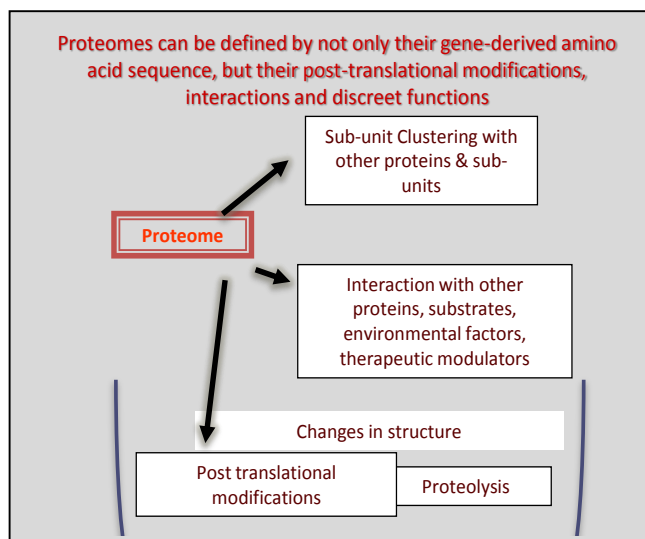 Proteomes can be defined by not only their gene-derived amino
acid sequence, but their post-translational modifications,
interactions and discreet functions
Sub-unit Clustering with
other proteins & sub-
units
Proteome
Interaction with other
proteins, substrates,
environmental factors,
therapeutic modulators
Changes in structure
Post translational
modifications
Proteolysis